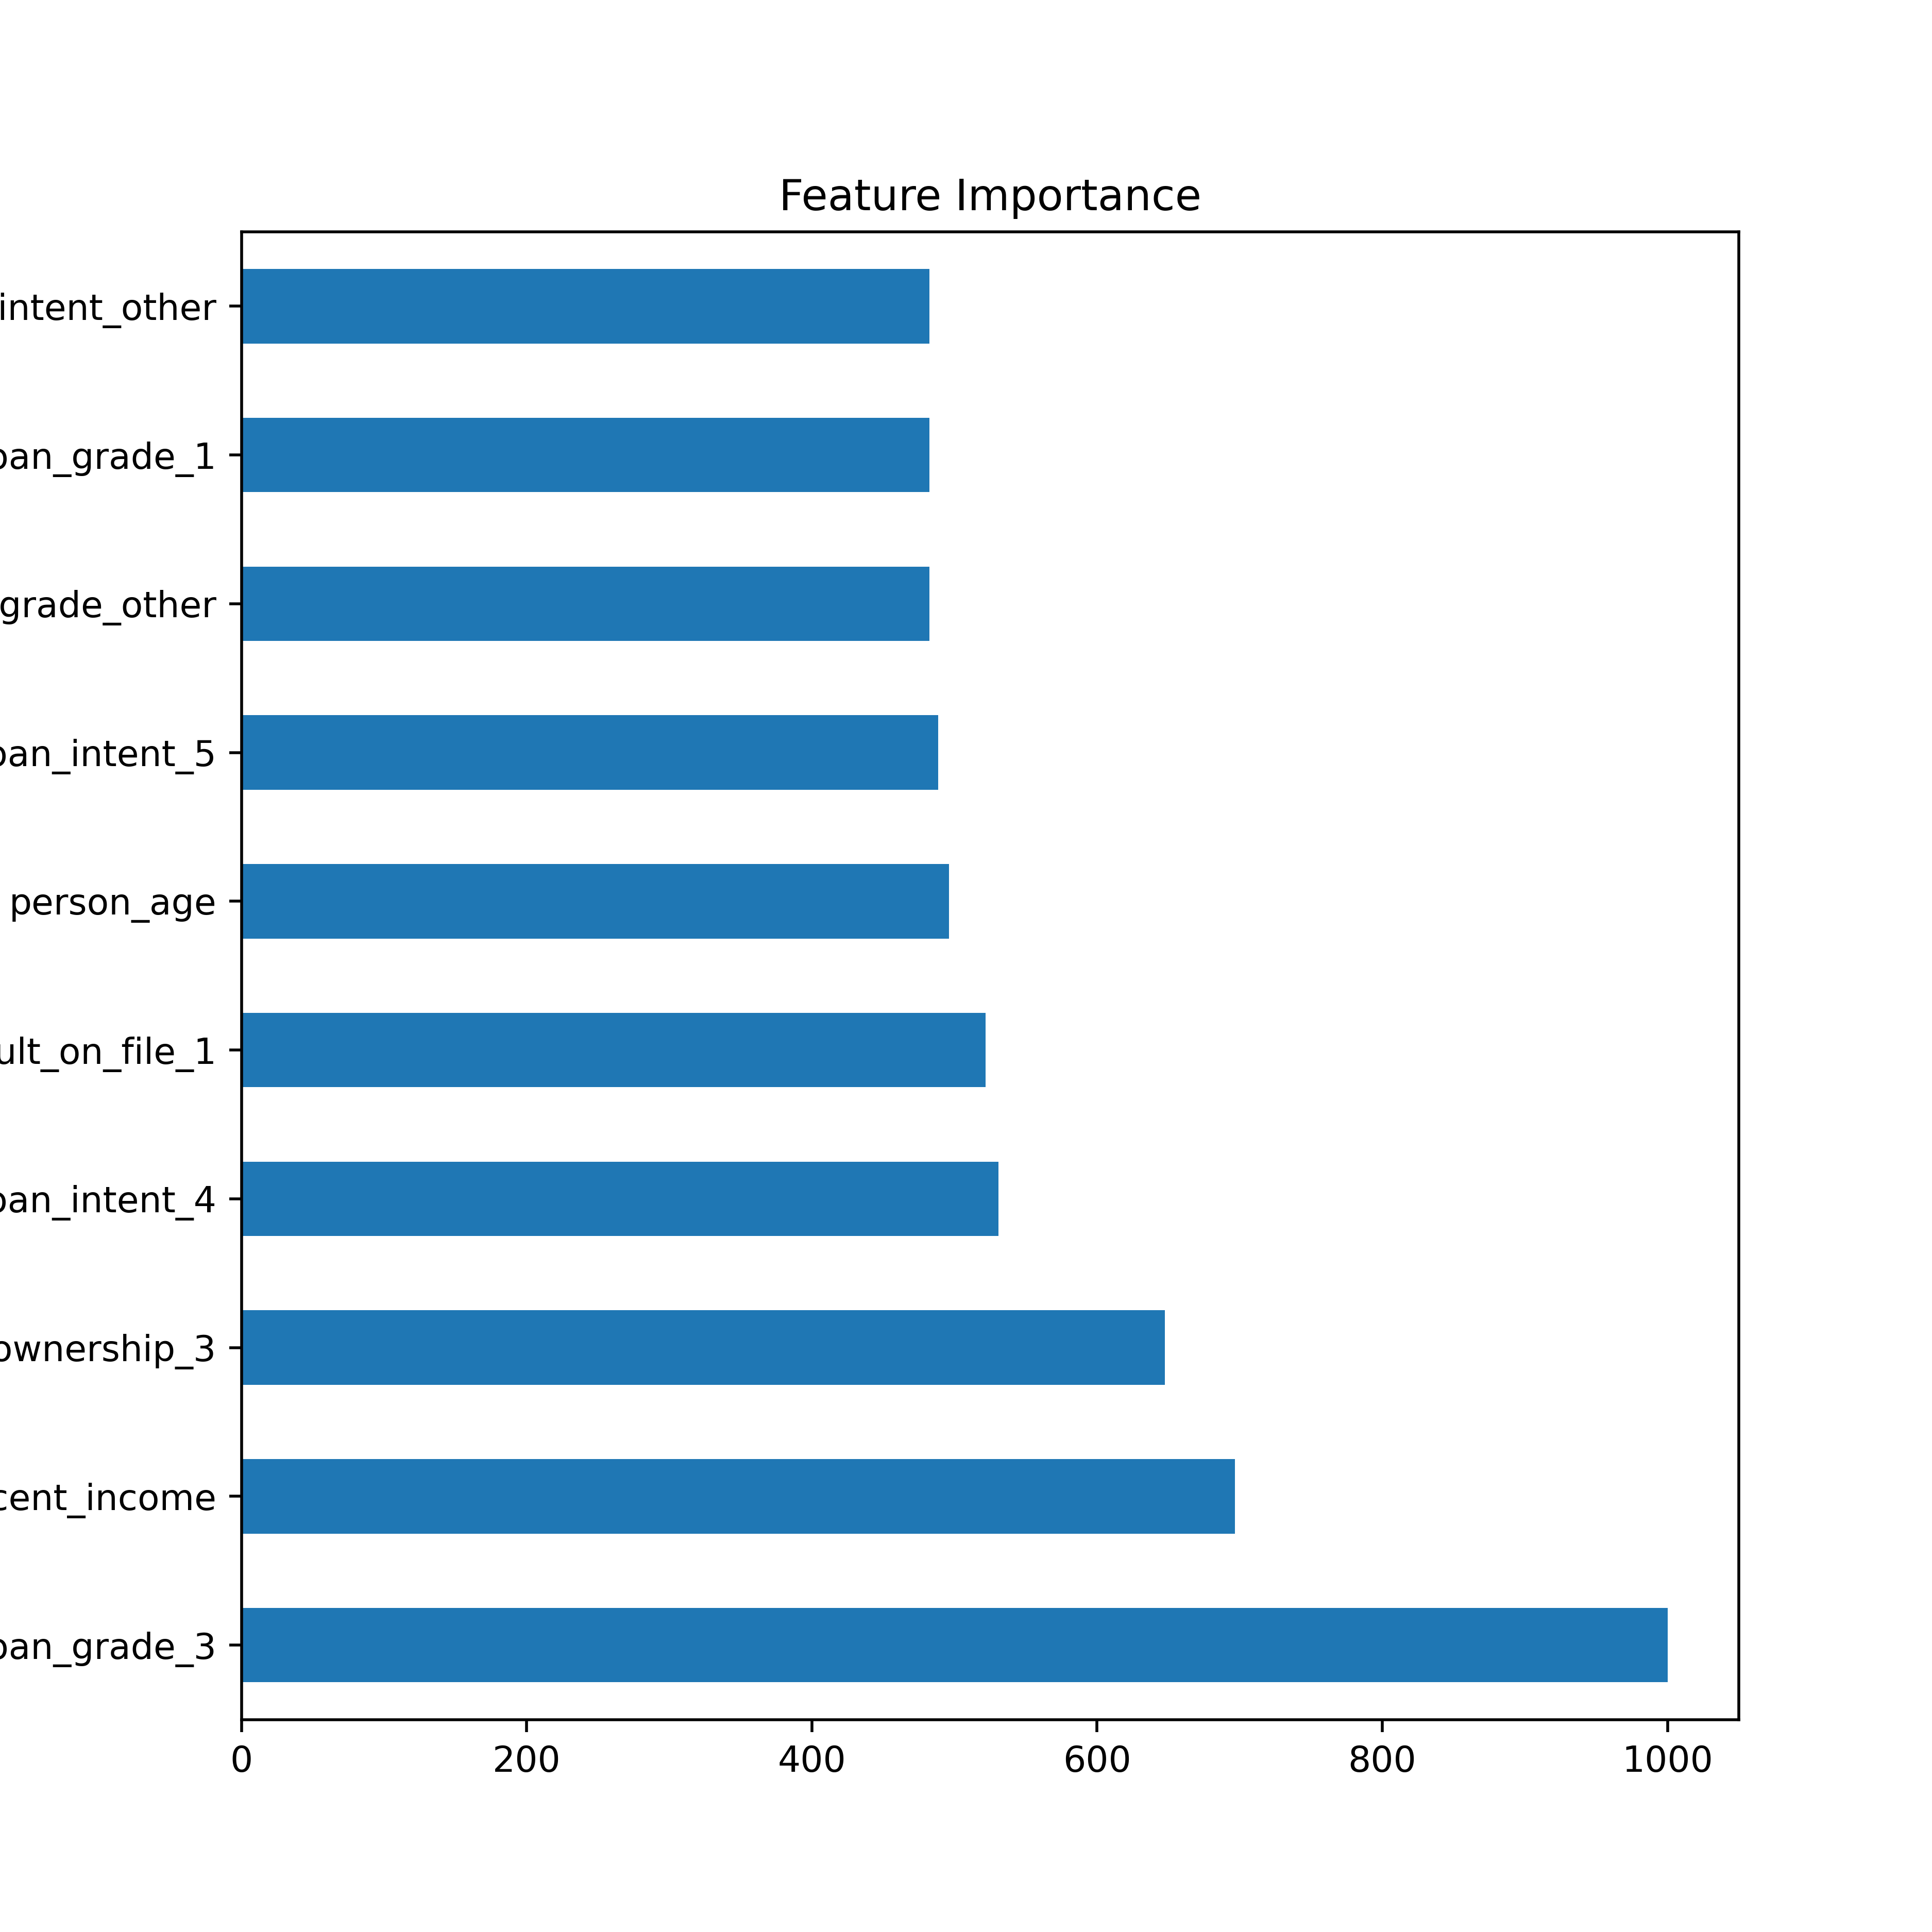 Feature Importance
intent_other
oan_grade_1
grade_other
oan_intent_5
person_age
ult_on_file_1
oan_intent_4
ownership_3
cent_income
oan_grade_3
0 200 400 600 800 1000